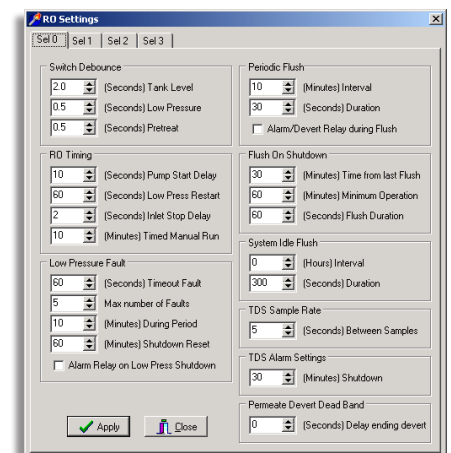 RO Settings
Sel 0 Sel 1 Sel 2 Sel 3
Switch Debounce
2.0 (Seconds) Tank Level
0.5 (Seconds) Low Pressure
0.5 (Seconds) Pretreat
RO Timing
10 (Seconds) Pump Start Delay
60 (Seconds) Low Press Restart
2 (Seconds) Inlet Stop Delay
10 (Minutes) Timed Manual Run
Low Pressure Fault
60 (Seconds) Timeout Fault
5 Max number of Faults
10 (Minutes) During Period
60 (Minutes) Shutdown Reset
Alarm Relay on Low Press Shutdown
Apply Close
Periodic Flush
10 (Minutes) Interval
30 (Seconds) Duration
Alarm/Devert Relay during Flush
Flush On Shutdown
30 (Minutes) Time from last Flush
60 (Minutes) Minimum Operation
60 (Seconds) Flush Duration
System Idle Flush
0 (Hours) Interval
300 (Seconds) Duration
TDS Sample Rate
5 (Seconds) Between Samples
TDS Alarm Settings
30 (Minutes) Shutdown
Permeate Devert Dead Band
0 (Seconds) Delay ending devert